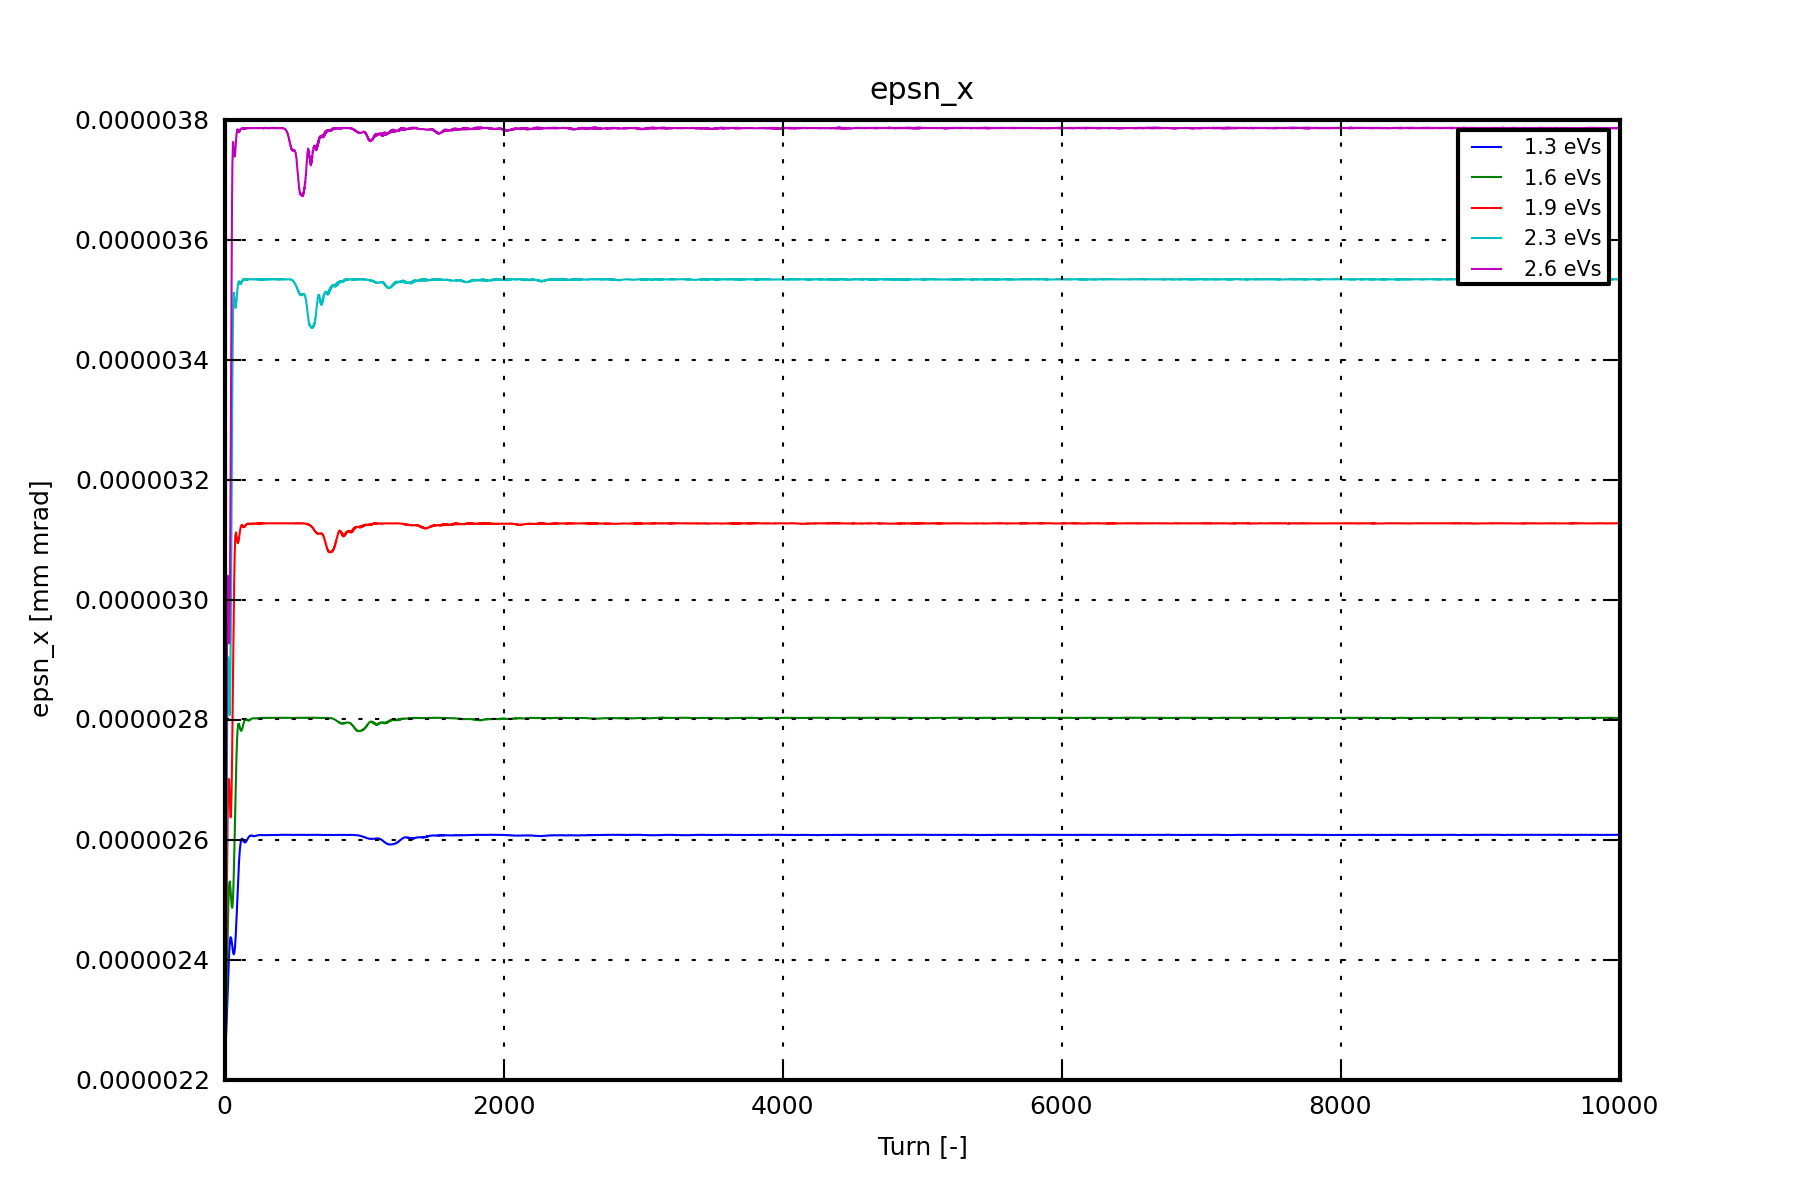 epsn_x
0.0000038
0.0000036
0.0000034
0.0000032
0.0000030
0.0000028
0.0000026
0.0000024
0.0000022
epsn_x [mm mrad]
1.3 eVs
1.6 eVs
1.9 eVs
2.3 eVs
2.6 eVs
0 2000 4000 6000 8000 10000
Turn [-]